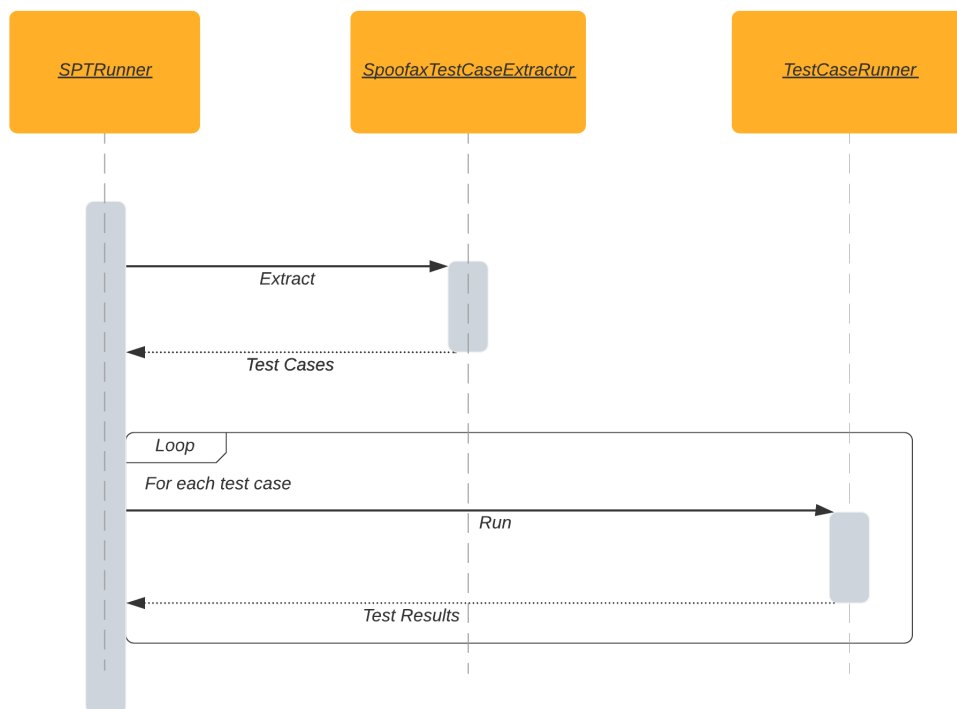 SPTRunner
SpoofaxTestCaseExtractor
TestCaseRunner
Extract
Test Cases
Loop
For each test case
Run
Test Results